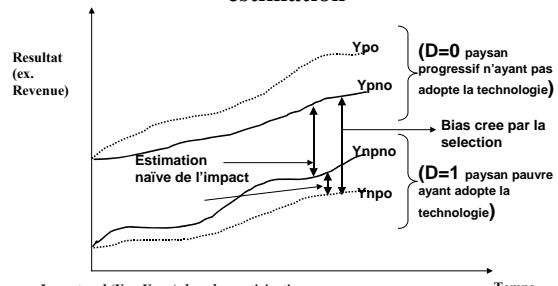 estimation
Resultat
(ex.
Revenue)
Ypo
(D=0 paysan
progressif n'ayant pas
adopte la technologie)
Ypno
Bias cree par la
selection
Estimation
naïve de l'impact
Ynpno
(D=1 paysan pauvre
ayant adopte la
technologie)
Ynpo